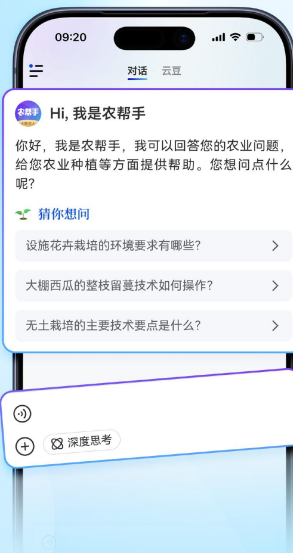 09:20
对话 云豆
农帮手
Hi, 我是农帮手
你好，我是农帮手，我可以回答您的农业问题，
给您农业种植等方面提供帮助。您想问点什么
呢？
猜你想问
设施花卉栽培的环境要求有哪些？
大棚西瓜的整枝留蔓技术如何操作？
无土栽培的主要技术要点是什么？
深度思考